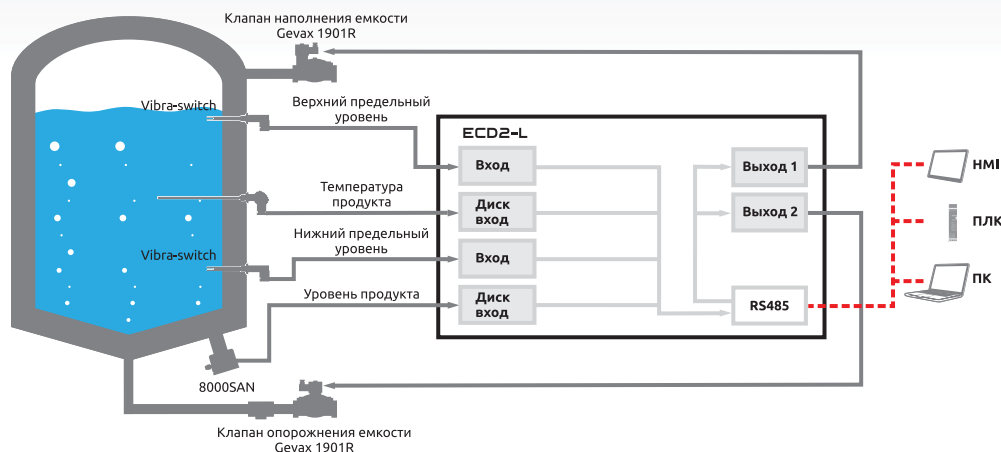 Клапан наполнения емкости
Gevax 1901R
Vibra-switch
Верхний предельный
уровень
ECD2-L
Вход
Выход 1
HMI
Температура
продукта
Диск
вход
Выход 2
ПЛК
Нижний предельный
уровень
Vibra-switch
Вход
ПК
Уровень продукта
Диск
вход
RS485
8000SAN
Клапан опорожнения емкости
Gevax 1901R